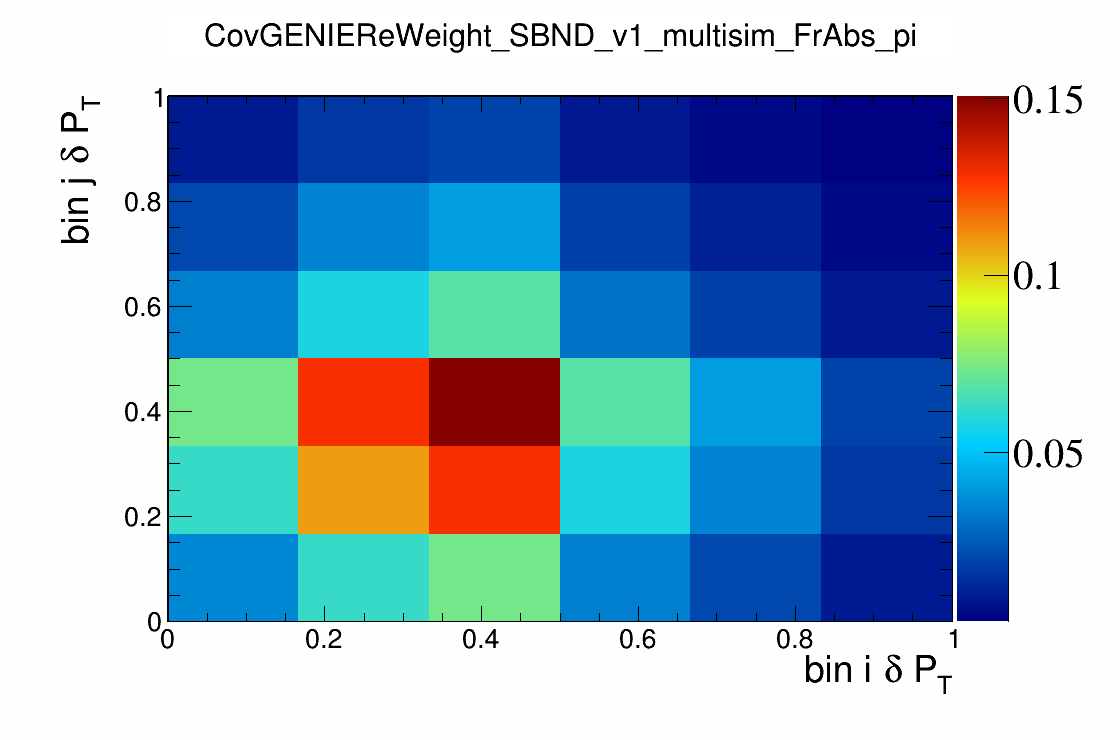 CovGENIEReWeight_SBND_v1_multisim_FrAbs_pi
bin j δ P_T
1
0.8
0.6
0.4
0.2
0
0 0.2 0.4 0.6 0.8 1
bin i δ P_T
0.15
0.1
0.05